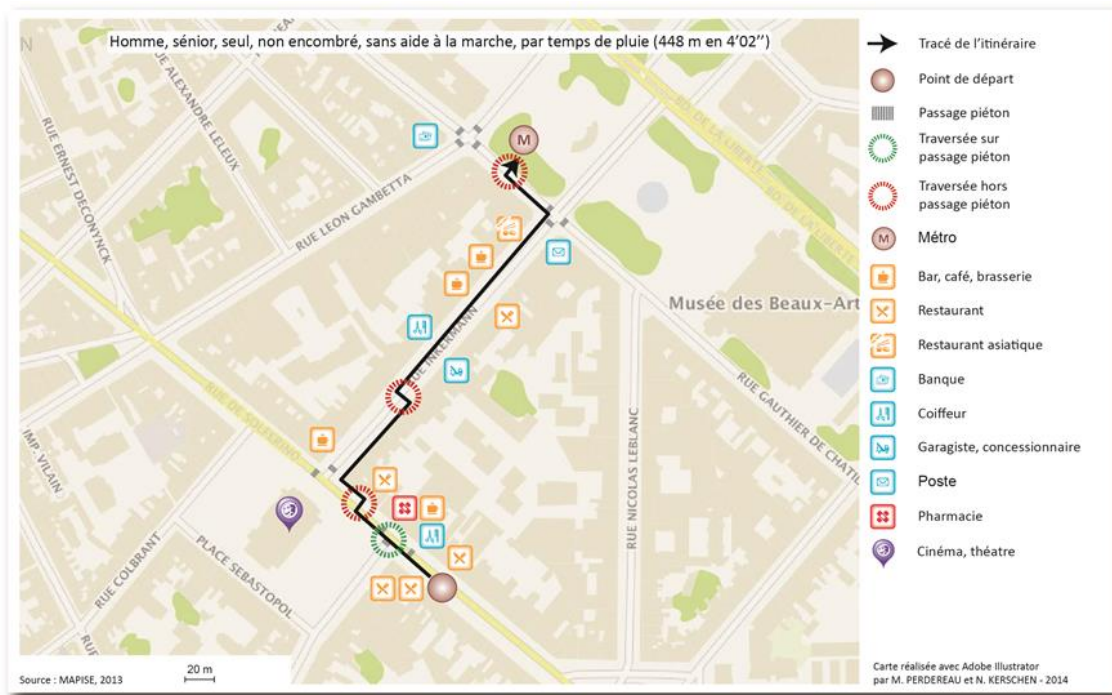 Homme, sénior, seul, non encombré, sans aide à la marche, par temps de pluie (448 m en 4'02'')
N
RUE ALEXANDRE LELEUX
RUE ERNEST DECONYNCK
RUE LEON GAMBETTA
BD. DE LA LIBERTE
BD. DE LA LIBERTE
M
Musée des Beaux-Art
RUE INKERMANN
RUE GAUTHIER DE CHATIL
RUE DE SOLFERINO
RUE NICOLAS LEBLANC
IMP. VILAIN
RUE COLBRANT
PLACE SEBASTOPOL
20 m
Source : MAPISE, 2013
Tracé de l'itinéraire
Point de départ
Passage piéton
Traversée sur
passage piéton
Traversée hors
passage piéton
M
Métro
Bar, café, brasserie
Restaurant
Restaurant asiatique
Banque
Coiffeur
Garagiste, concessionnaire
Poste
Pharmacie
Cinéma, théatre
Carte réalisée avec Adobe Illustrator
par M. PERDEREAU et N. KERSCHEN - 2014